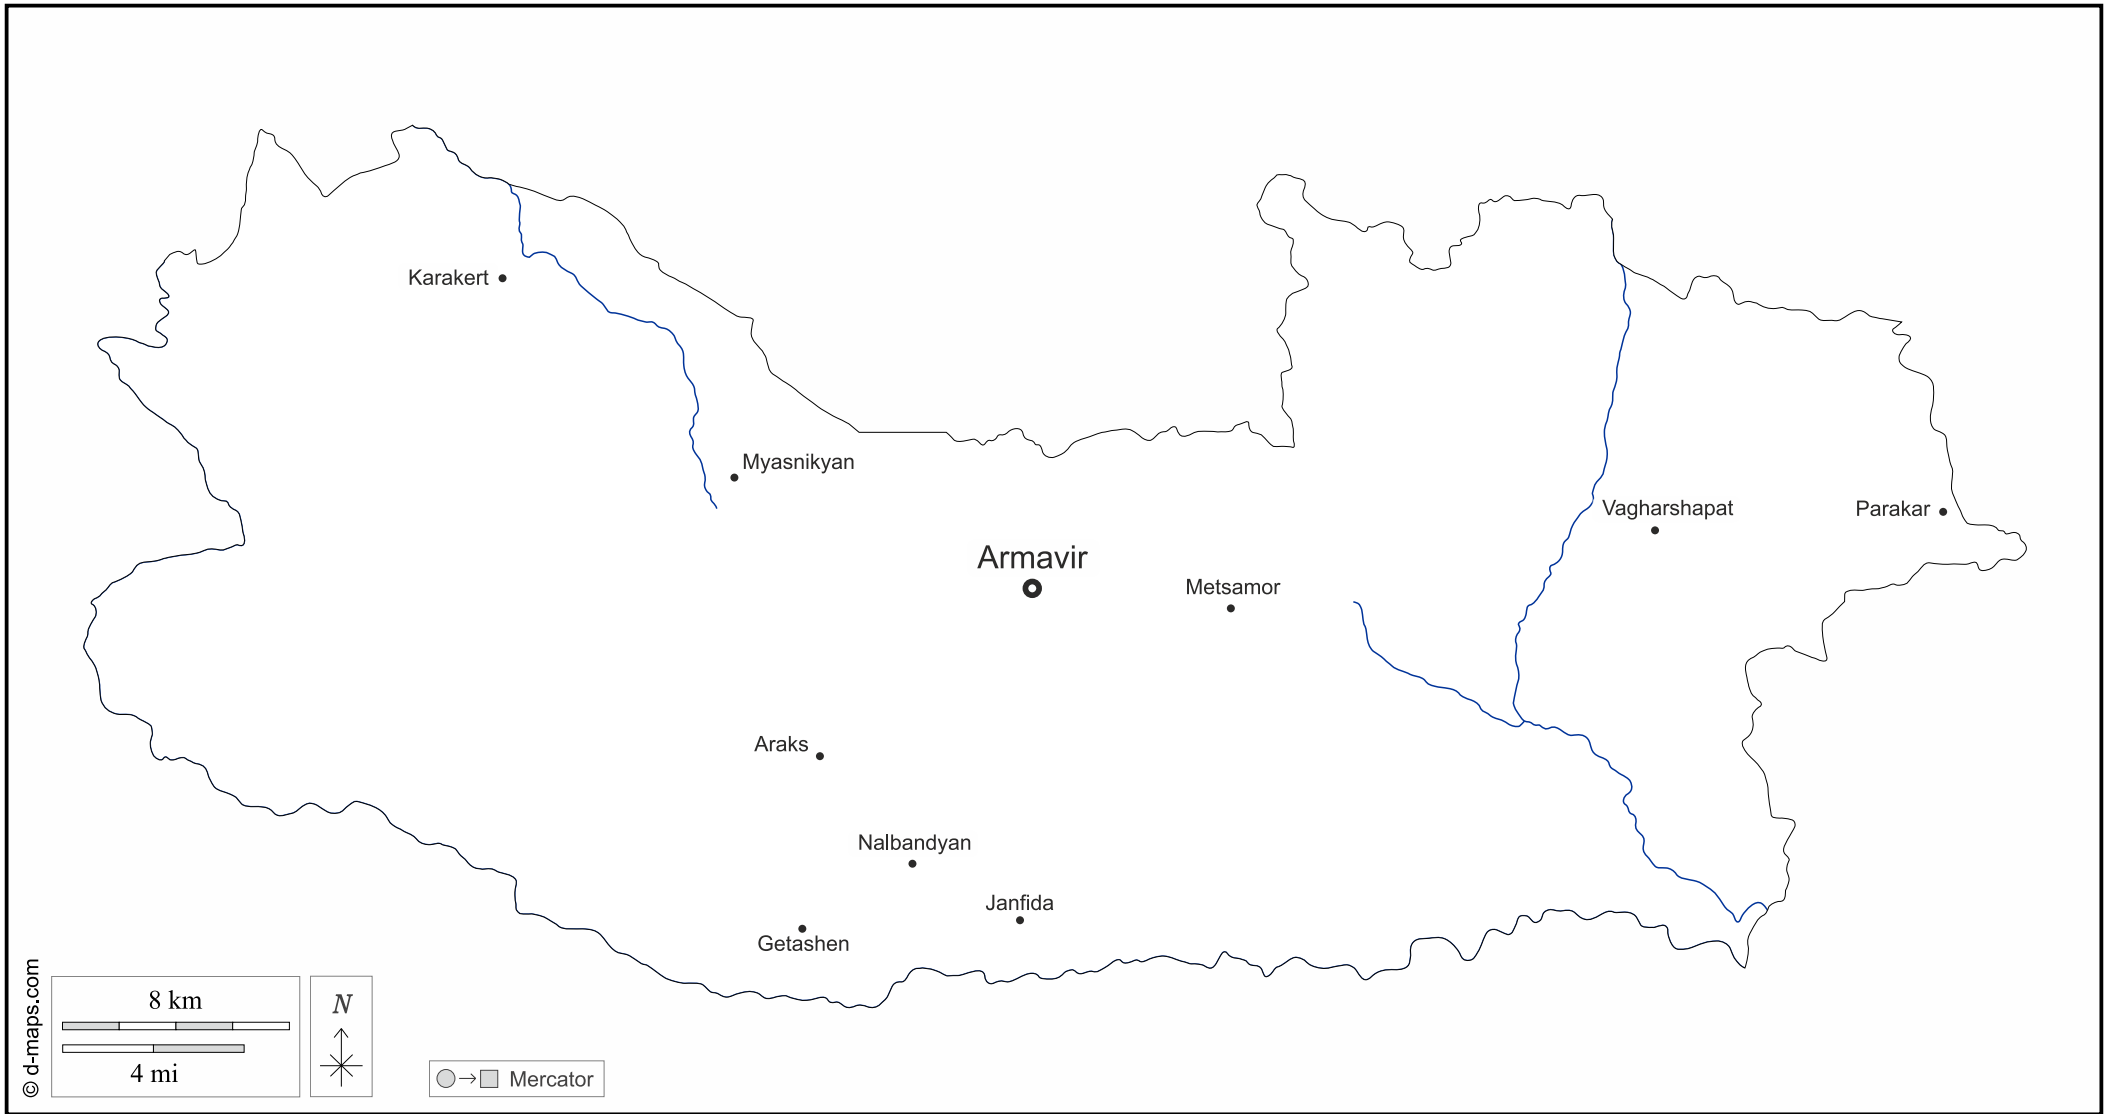 Karakert
Myasnikyan
Vagharshapat
Parakar
Armavir
Metsamor
Araks
Nalbandyan
Janfida
Getashen
© d-maps.com
8 km
4 mi
N
Mercator